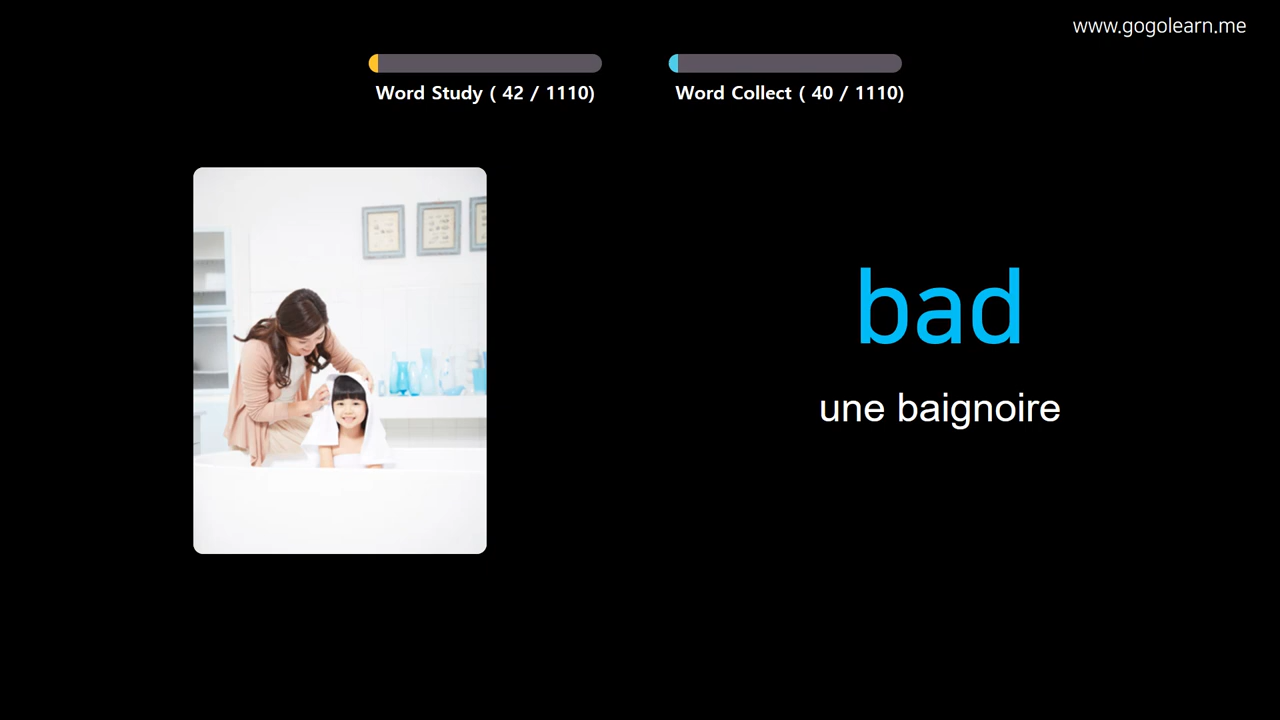 www.gogolearn.me
Word Study ( 42 / 1110)
Word Collect ( 40 / 1110)
bad
une baignoire